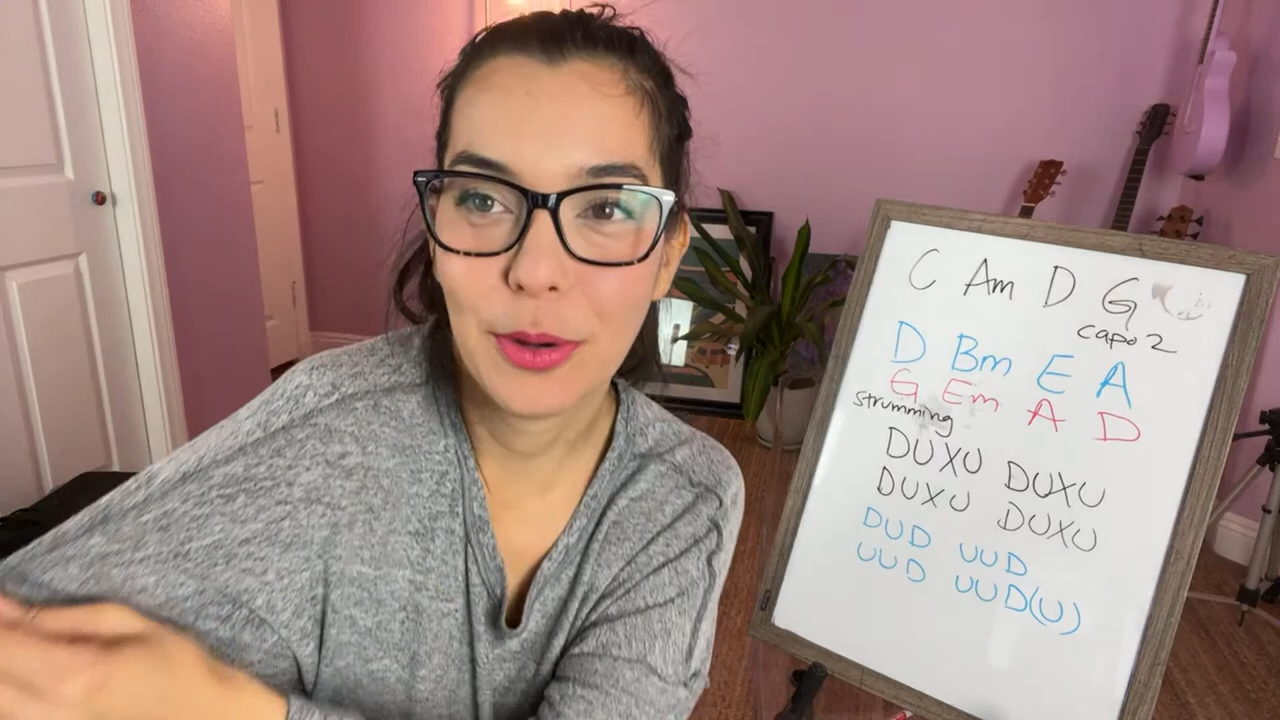 C Am D G
capo 2
D Bm E A
G Em A D
strumming
DUXU DUXU
DUXU DUXU
DUD UUD
UUD UUD(U)